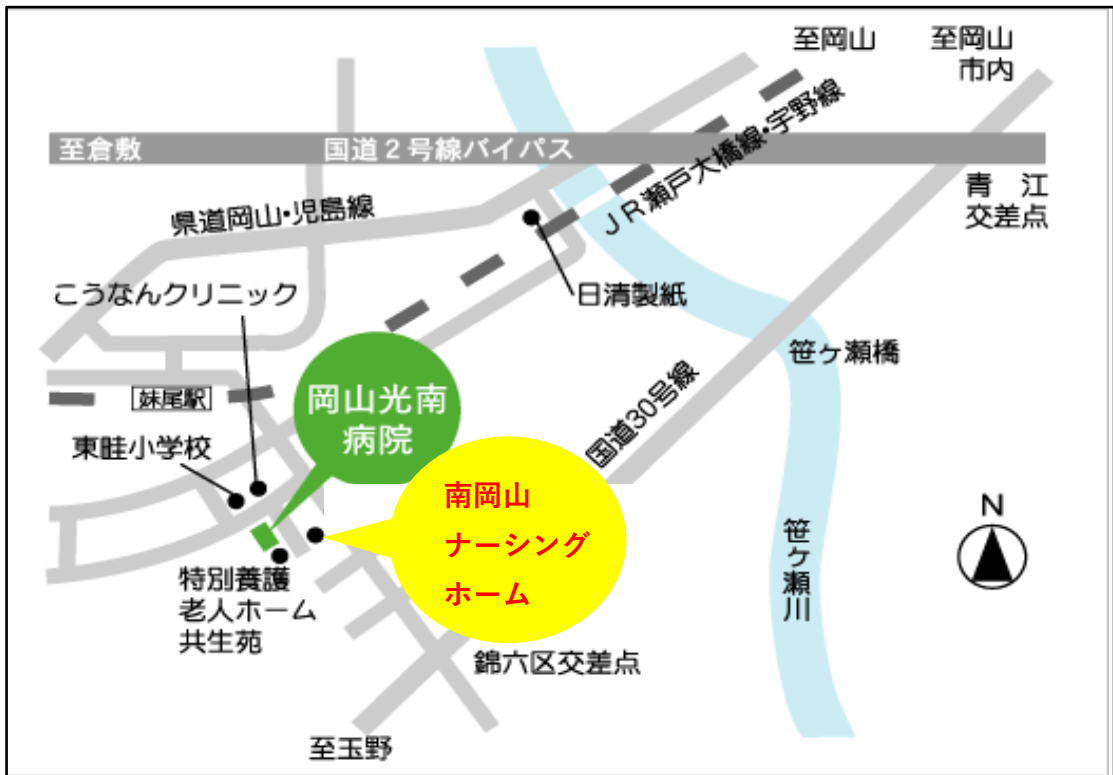 至岡山
至岡山
市内
至倉敷
国道２号線バイパス
ＪＲ瀬戸大橋線・宇野線
青 江
交差点
県道岡山・児島線
こうなんクリニック
日清製紙
笹ヶ瀬橋
妹尾駅
岡山光南
病院
東畦小学校
国道30号線
南岡山
ナーシング
ホーム
N
笹ヶ瀬川
特別養護
老人ホーム
共生苑
錦六区交差点
至玉野